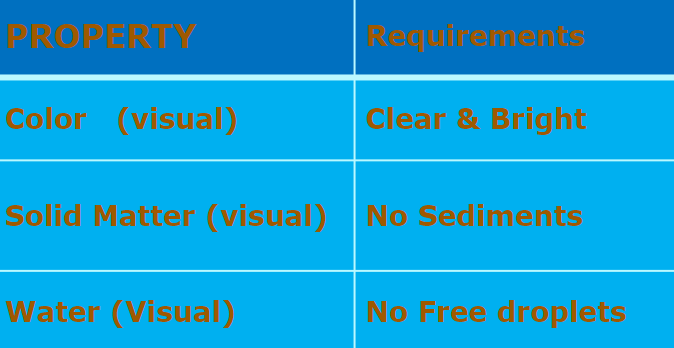 PROPERTY Requirements
Color (visual) Clear & Bright
Solid Matter (visual) No Sediments
Water (Visual) No Free droplets